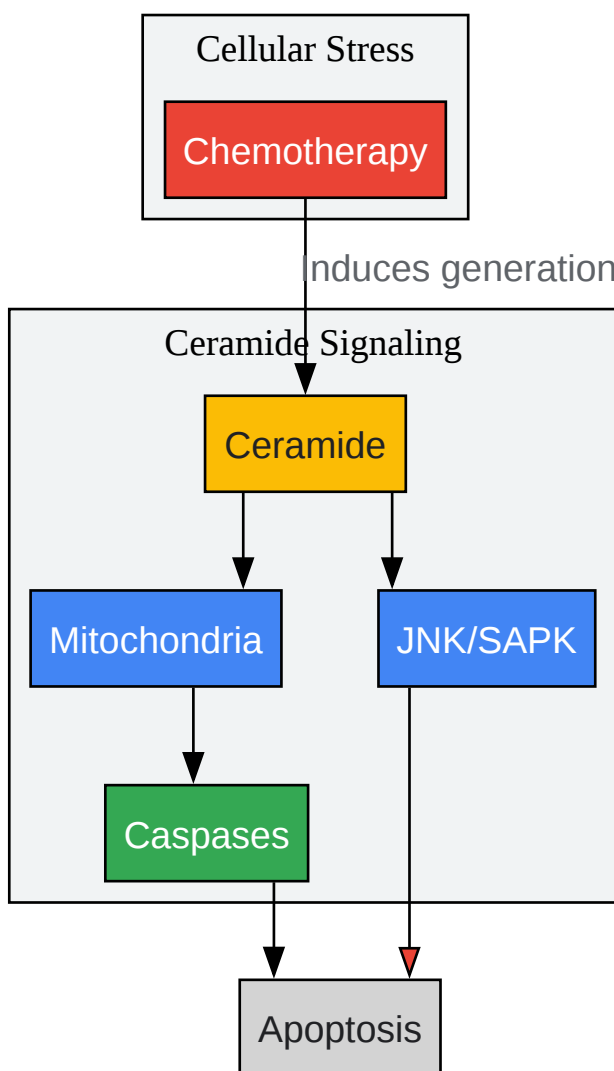 Cellular Stress
Chemotherapy
Induces generation
Ceramide Signaling
Ceramide
Mitochondria
JNK/SAPK
Caspases
Apoptosis